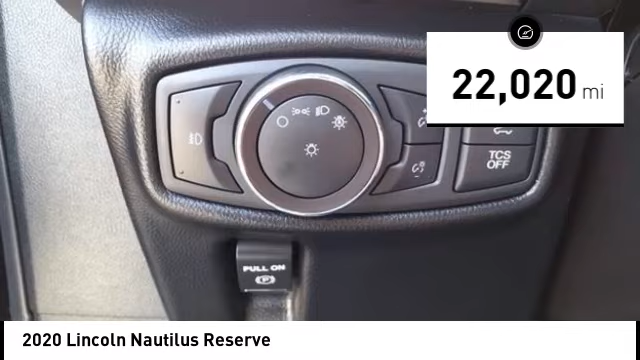 22,020 mi
TCS
OFF
PULL ON
P
2020 Lincoln Nautilus Reserve